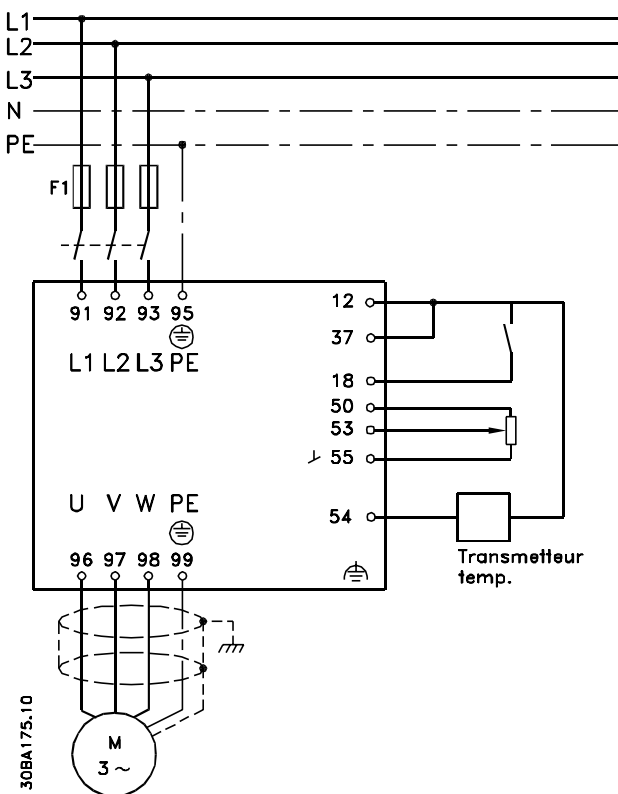 L1
L2
L3
N
PE
F1
91 92 93 95
L1 L2 L3 PE
12
37
18
50
53
55
54
U V W PE
96 97 98 99
Transmetteur
temp.
M
3 ~
30BA175.10